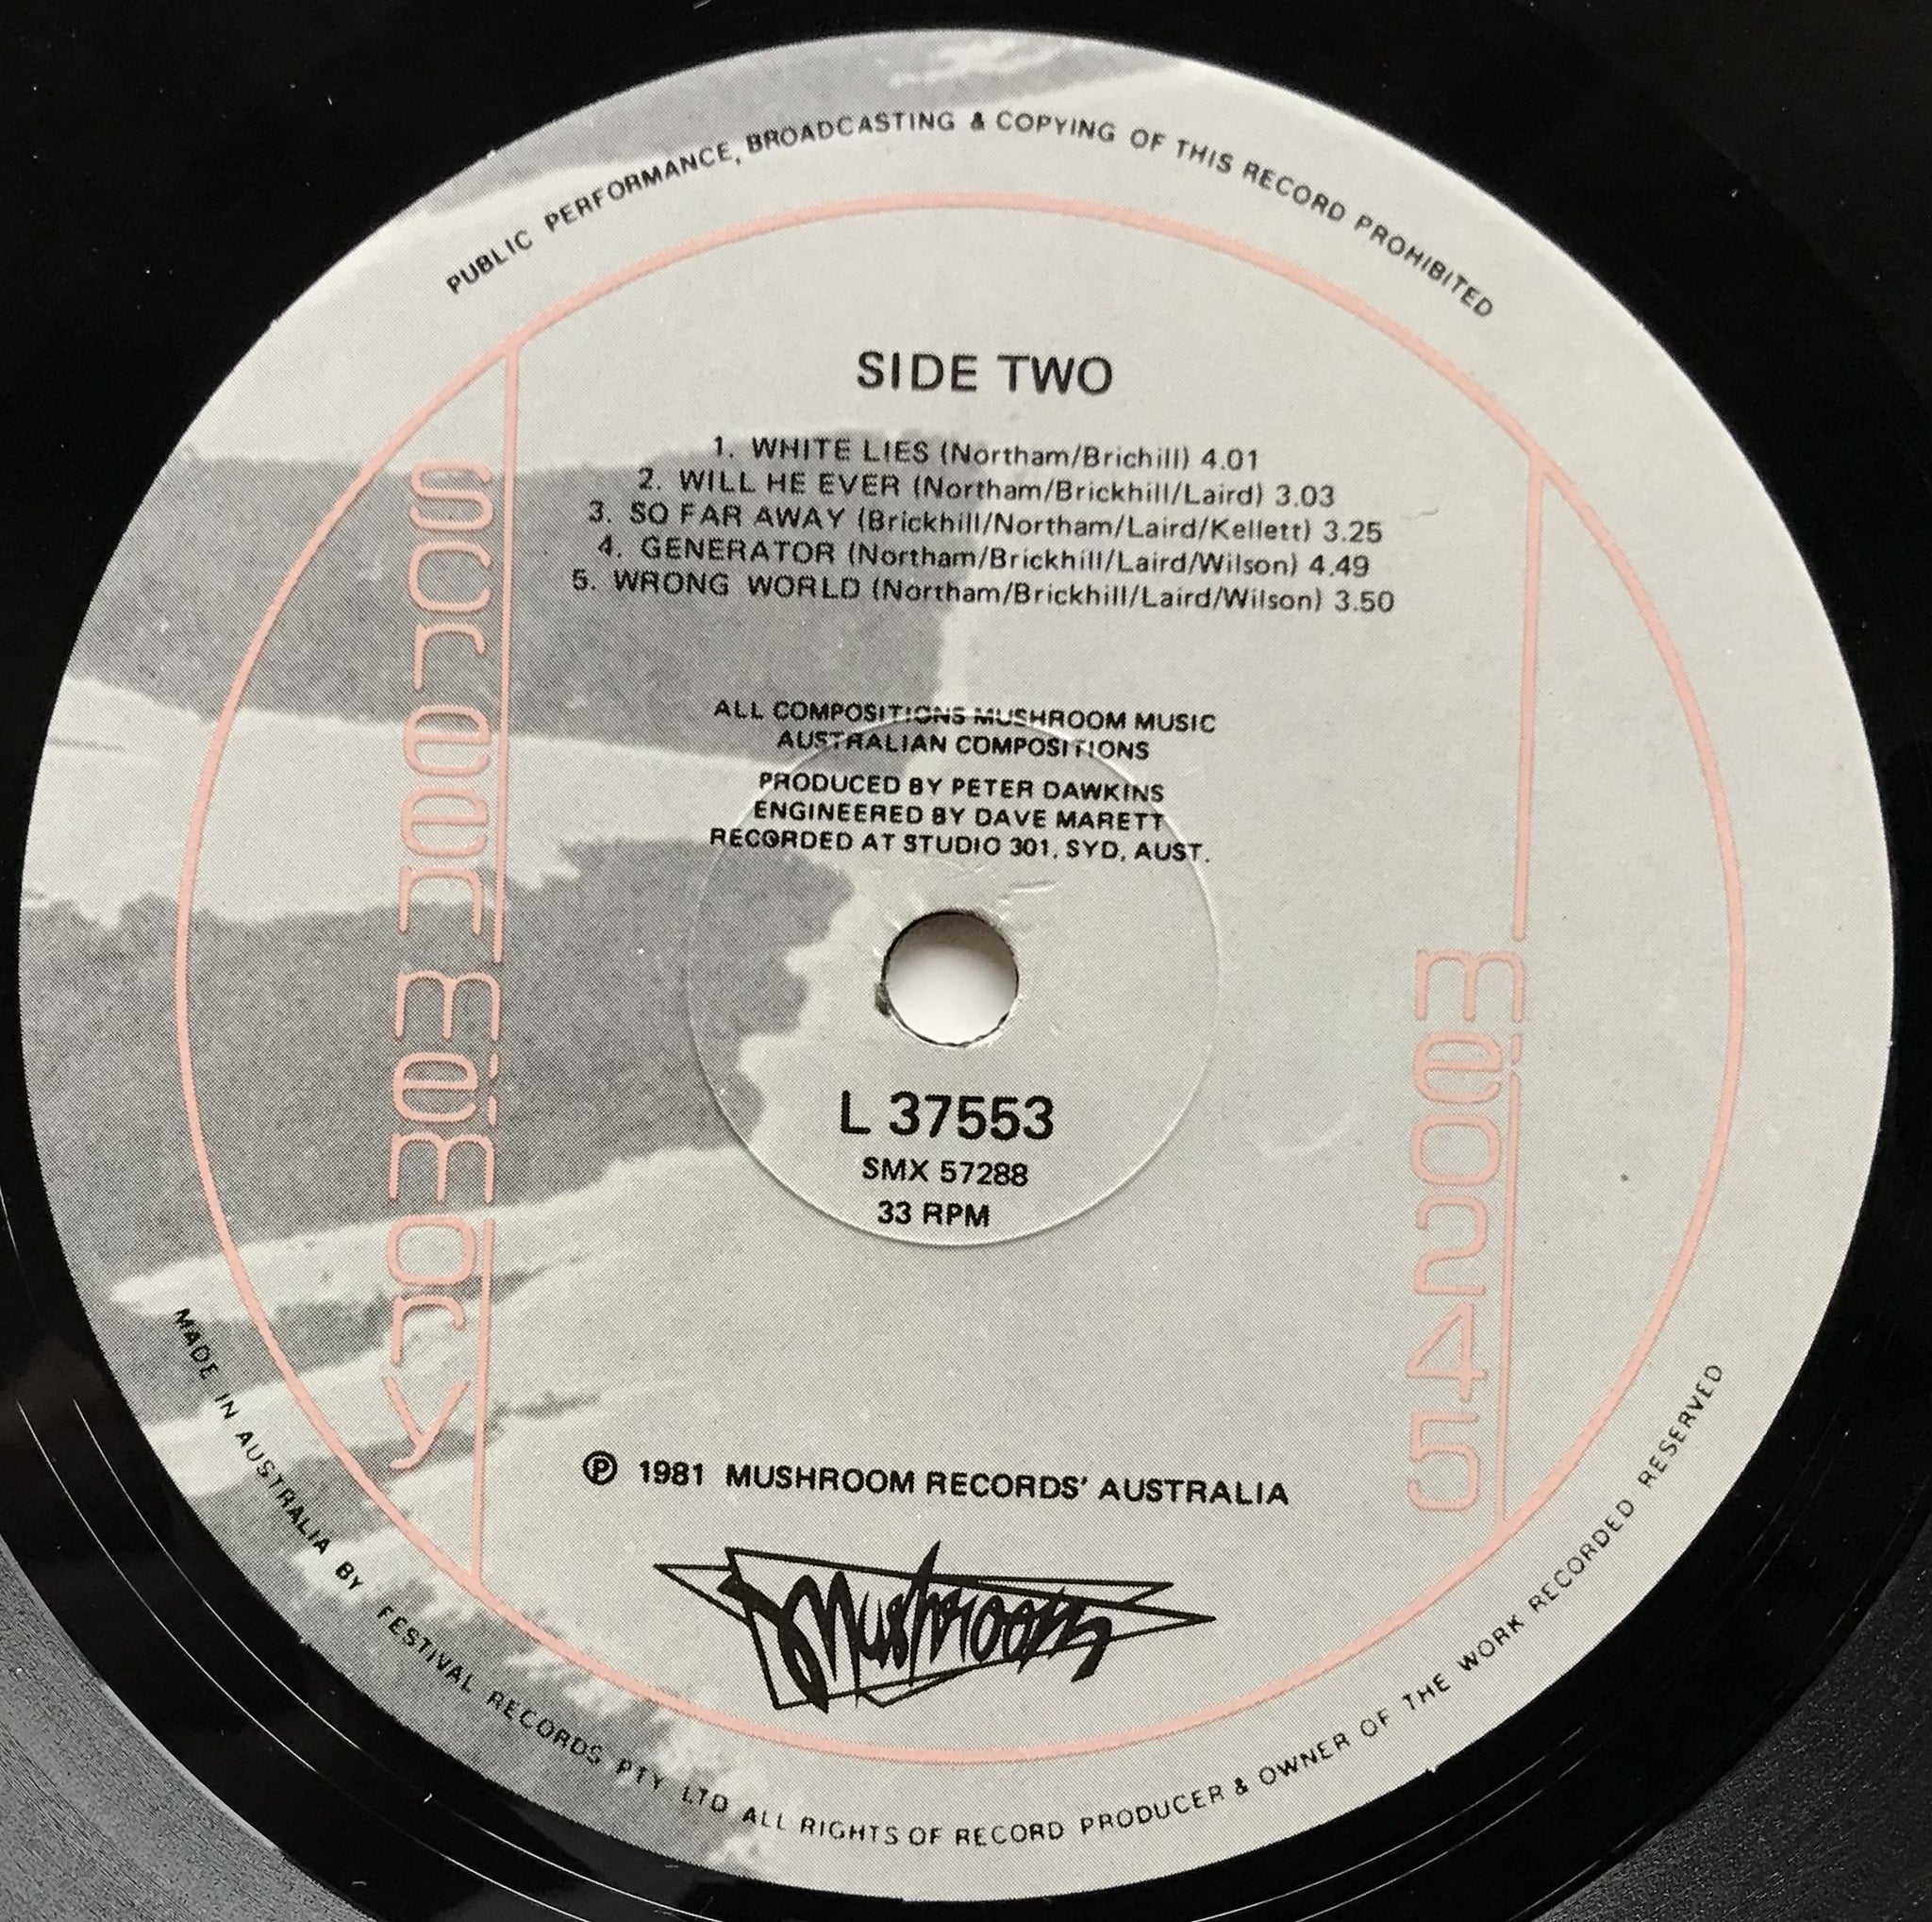 PUBLIC PERFORMANCE, BROADCASTING & COPYING OF THIS RECORD PROHIBITED
SIDE TWO
1. WHITE LIES (Northam/Brichill) 4.01
2. WILL HE EVER (Northam/Brickhill/Laird) 3.03
3. SO FAR AWAY (Brickhill/Northam/Laird/Kellett) 3.25
4. GENERATOR (Northam/Brickhill/Laird/Wilson) 4.49
5. WRONG WORLD (Northam/Brickhill/Laird/Wilson) 3.50
ALL COMPOSITIONS MUSHROOM MUSIC
AUSTRALIAN COMPOSITIONS
PRODUCED BY PETER DAWKINS
ENGINEERED BY DAVE MARETT
RECORDED AT STUDIO 301, SYD, AUST.
Screen memory
me0245
L 37553
SMX 57288
33 RPM
℗ 1981 MUSHROOM RECORDS' AUSTRALIA
Mushroom
MADE IN AUSTRALIA BY FESTIVAL RECORDS PTY LTD ALL RIGHTS OF RECORD PRODUCER & OWNER OF THE WORK RECORDED RESERVED